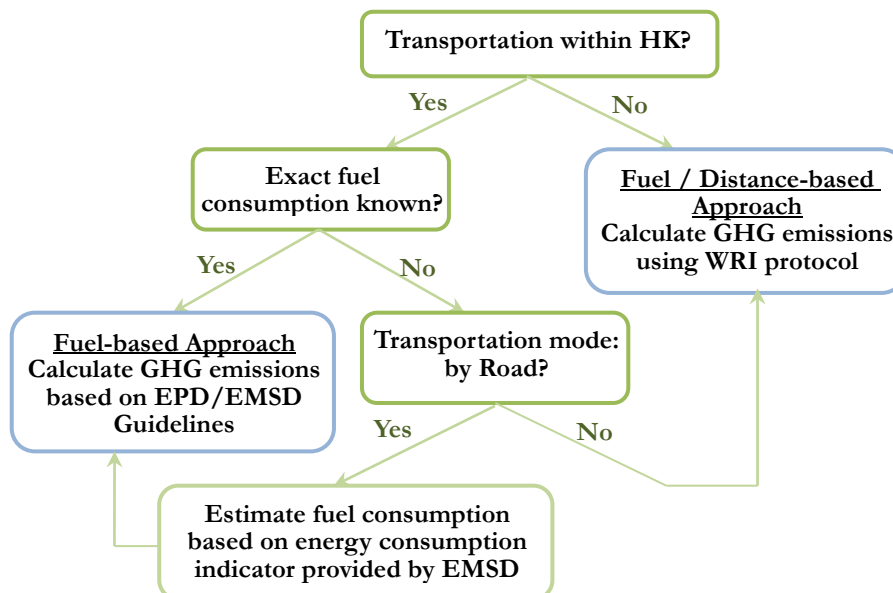 Transportation within HK?
Yes
No
Exact fuel
consumption known?
Fuel / Distance-based
Approach
Calculate GHG emissions
using WRI protocol
Yes
No
Fuel-based Approach
Calculate GHG emissions
based on EPD/EMSD
Guidelines
Transportation mode:
by Road?
Yes
No
Estimate fuel consumption
based on energy consumption
indicator provided by EMSD